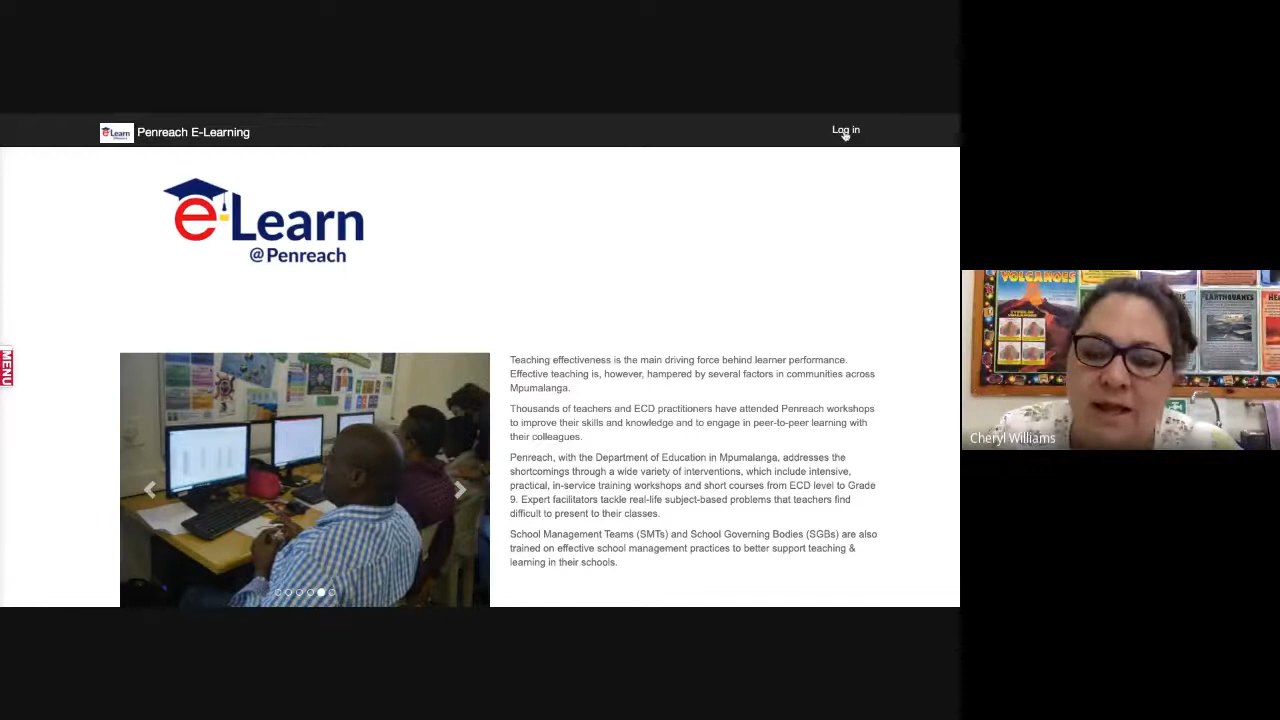 eLearn
Penreach E-Learning
Log in
eLearn
@Penreach
MENU
Teaching effectiveness is the main driving force behind learner performance.
Effective teaching is, however, hampered by several factors in communities across
Mpumalanga.
Thousands of teachers and ECD practitioners have attended Penreach workshops
to improve their skills and knowledge and to engage in peer-to-peer learning with
their colleagues.
Penreach, with the Department of Education in Mpumalanga, addresses the
shortcomings through a wide variety of interventions, which include intensive,
practical, in-service training workshops and short courses from ECD level to Grade
9. Expert facilitators tackle real-life subject-based problems that teachers find
difficult to present to their classes.
School Management Teams (SMTs) and School Governing Bodies (SGBs) are also
trained on effective school management practices to better support teaching &
learning in their schools.
VOLCANOES
EARTHQUAKES
Cheryl Williams